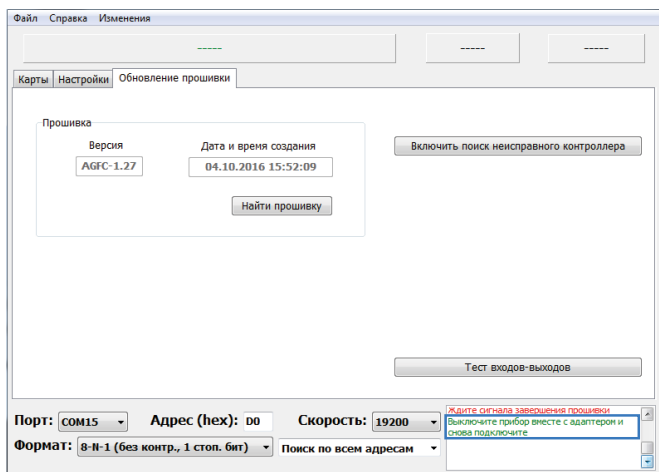 Файл Справка Изменения
----- ----- -----
Карты Настройки Обновление прошивки
Прошивка
Версия Дата и время создания
AGFC-1.27 04.10.2016 15:52:09
Найти прошивку
Включить поиск неисправного контроллера
Тест входов-выходов
Порт: COM15 Адрес (hex): D0 Скорость: 19200
Формат: 8-N-1 (без контр., 1 стоп. бит) Поиск по всем адресам
Ждите сигнала завершения прошивки
Выключите прибор вместе с адаптером и
снова подключите